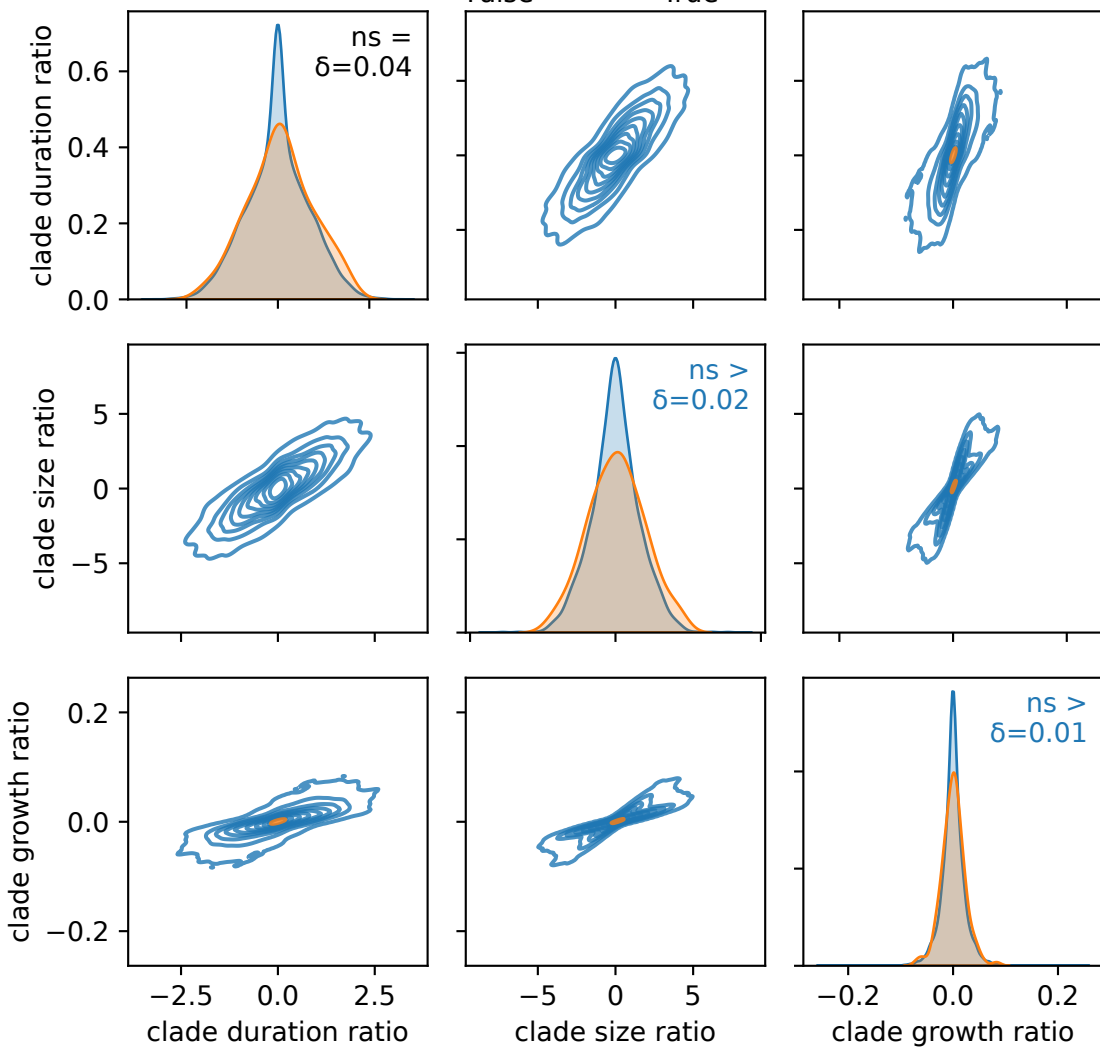 clade duration ratio
0.6
0.4
0.2
0.0
ns =
δ=0.04
clade size ratio
5
0
−5
ns >
δ=0.02
clade growth ratio
0.2
0.0
−0.2
ns >
δ=0.01
−2.5 0.0 2.5
−5 0 5
−0.2 0.0 0.2
clade duration ratio
clade size ratio
clade growth ratio